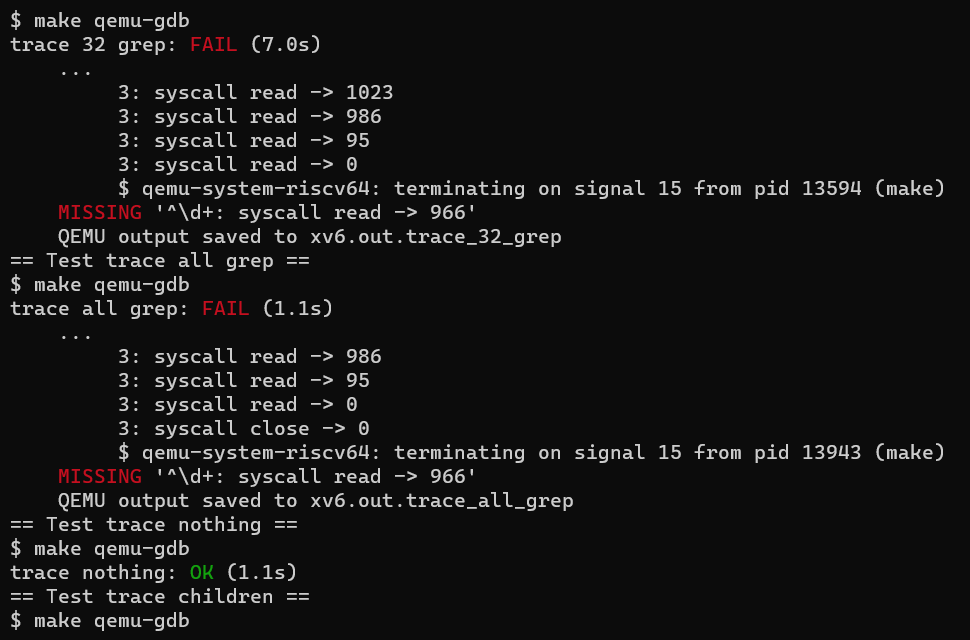 $ make qemu-gdb
trace 32 grep: FAIL (7.0s)
...
3: syscall read -> 1023
3: syscall read -> 986
3: syscall read -> 95
3: syscall read -> 0
$ qemu-system-riscv64: terminating on signal 15 from pid 13594 (make)
MISSING '^\d+: syscall read -> 966'
QEMU output saved to xv6.out.trace_32_grep
== Test trace all grep ==
$ make qemu-gdb
trace all grep: FAIL (1.1s)
...
3: syscall read -> 986
3: syscall read -> 95
3: syscall read -> 0
3: syscall close -> 0
$ qemu-system-riscv64: terminating on signal 15 from pid 13943 (make)
MISSING '^\d+: syscall read -> 966'
QEMU output saved to xv6.out.trace_all_grep
== Test trace nothing ==
$ make qemu-gdb
trace nothing: OK (1.1s)
== Test trace children ==
$ make qemu-gdb